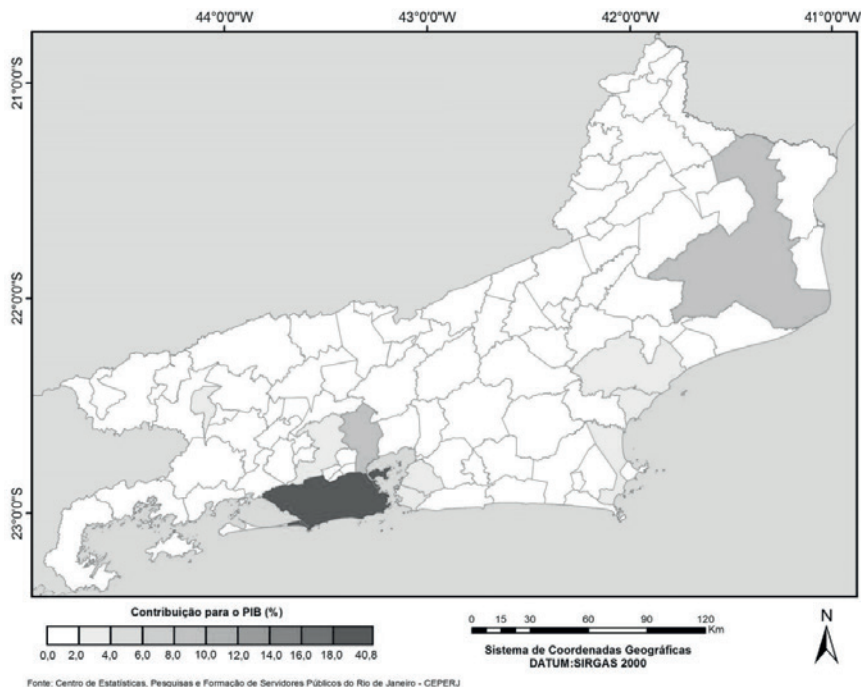 44°0'0"W 43°0'0"W 42°0'0"W 41°0'0"W
21°0'0"S
22°0'0"S
23°0'0"S
Contribuição para o PIB (%)
0,0 2,0 6,0 8,0 10,0 12,0 14,0 16,0 18,0 40,8
0 15 30 60 90 120
Km
Sistema de Coordenadas Geográficas
DATUM:SIRGAS 2000
N
Fonte: Centro de Estatísticas, Pesquisas e Formação de Servidores Públicos do Rio de Janeiro - CEPERJ